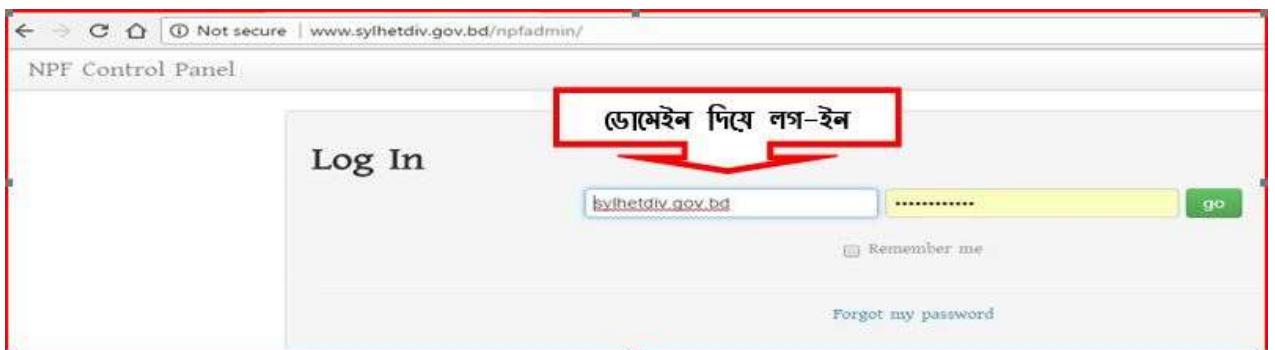 Not secure | www.sylhetdiv.gov.bd/npfadmin/
NPF Control Panel
ডোমেইন দিয়ে লগ-ইন
Log In
sylhetdiv.gov.bd ●●●●●●●●●●●● go
Remember me
Forgot my password